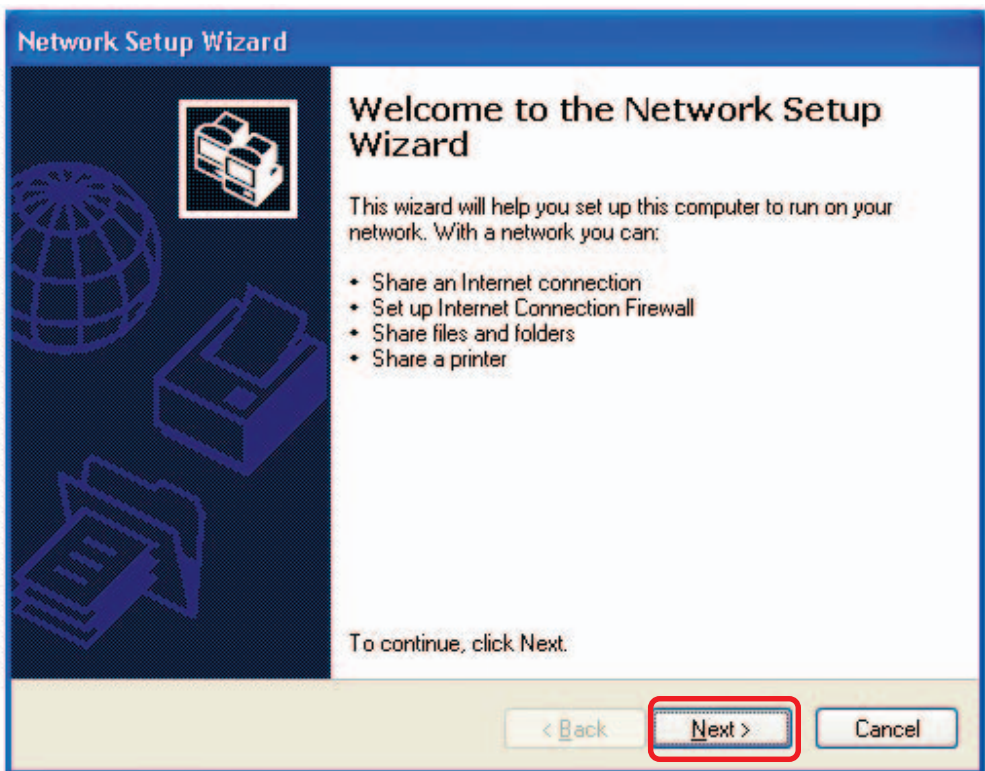 Network Setup Wizard
Welcome to the Network Setup
Wizard
This wizard will help you set up this computer to run on your
network. With a network you can:
• Share an Internet connection
• Set up Internet Connection Firewall
• Share files and folders
• Share a printer
To continue, click Next.
< Back Next > Cancel